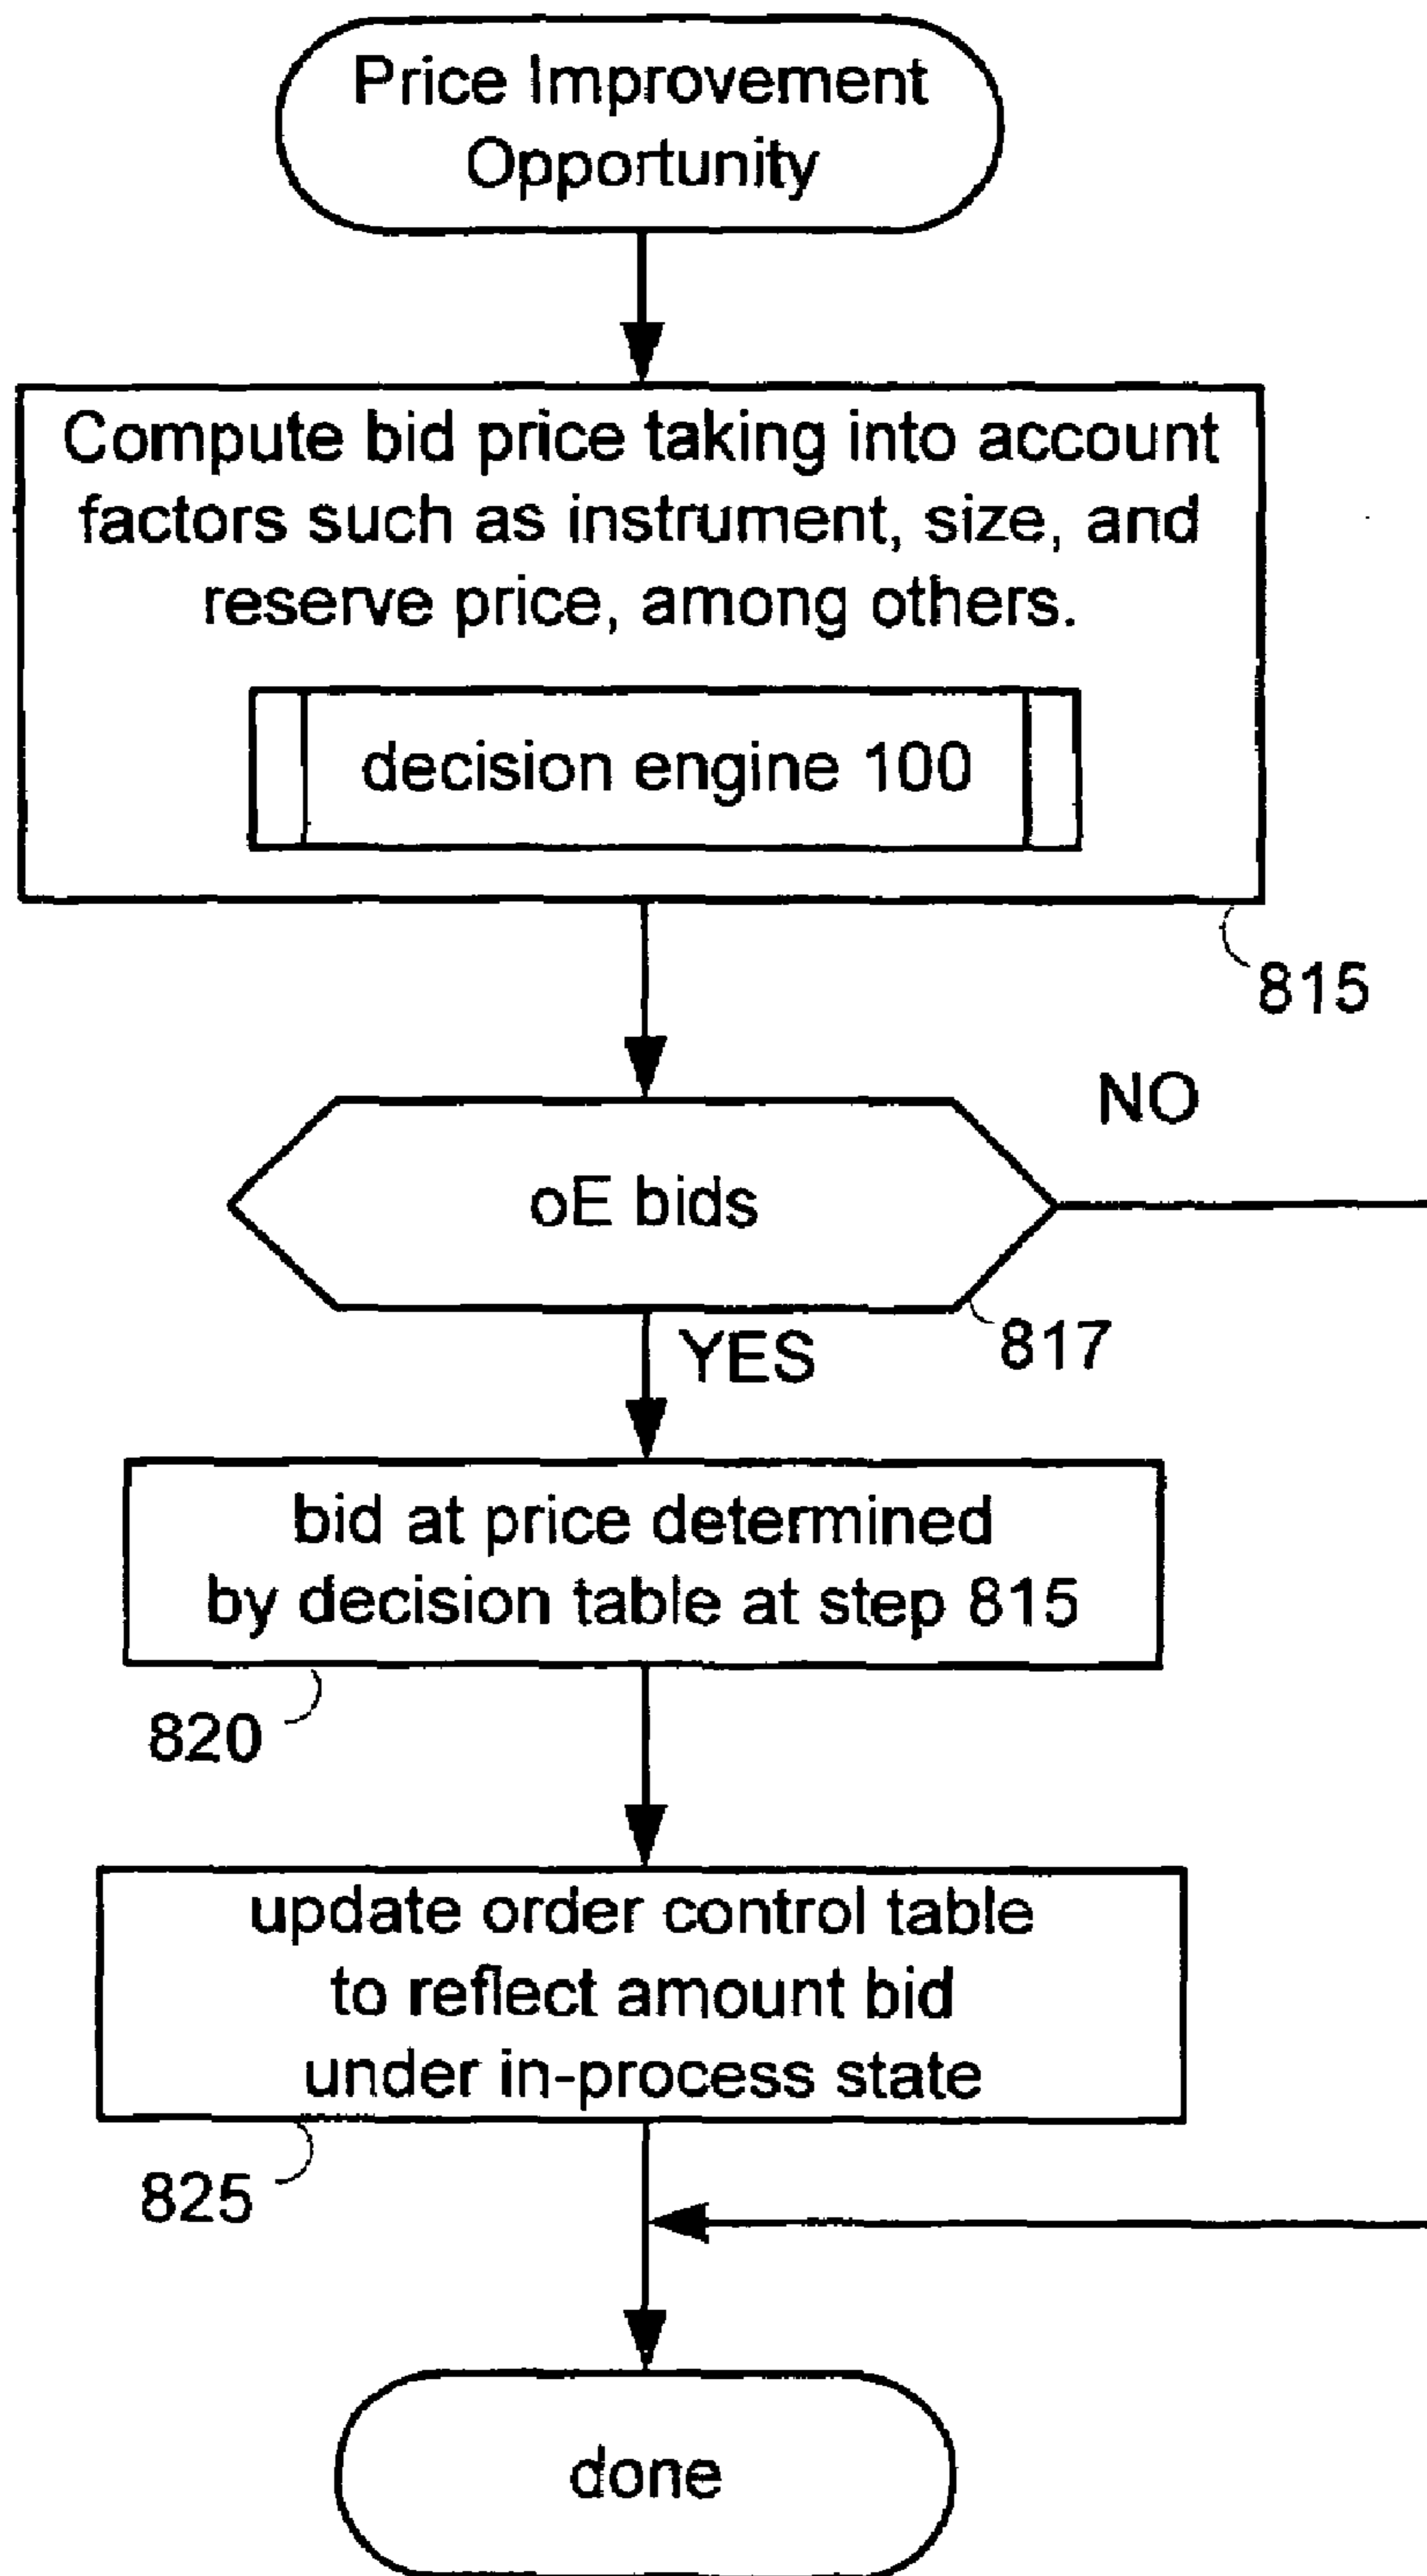 Price Improvement
Opportunity
Compute bid price taking into account
factors such as instrument, size, and
reserve price, among others.
decision engine 100
815
NO
oE bids
817
YES
bid at price determined
by decision table at step 815
820
update order control table
to reflect amount bid
under in-process state
825
done